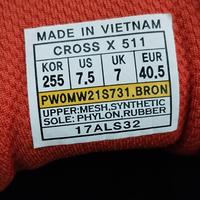 MADE IN VIETNAM
CROSS X 511
KOR US UK EUR
255 7.5 7 40.5
PW0MW21S731.BRON
UPPER:MESH,SYNTHETIC
SOLE: PHYLON,RUBBER
17ALS32